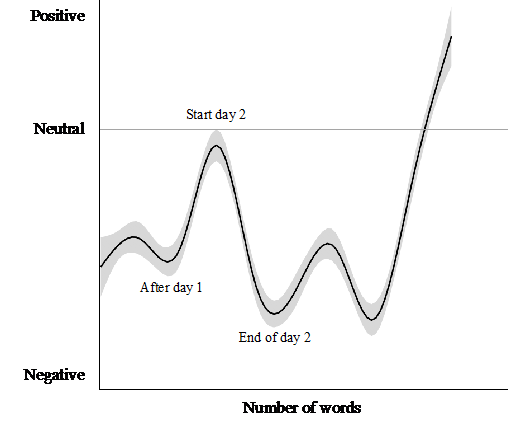 Positive
Start day 2
Neutral
After day 1
End of day 2
Negative
Number of words